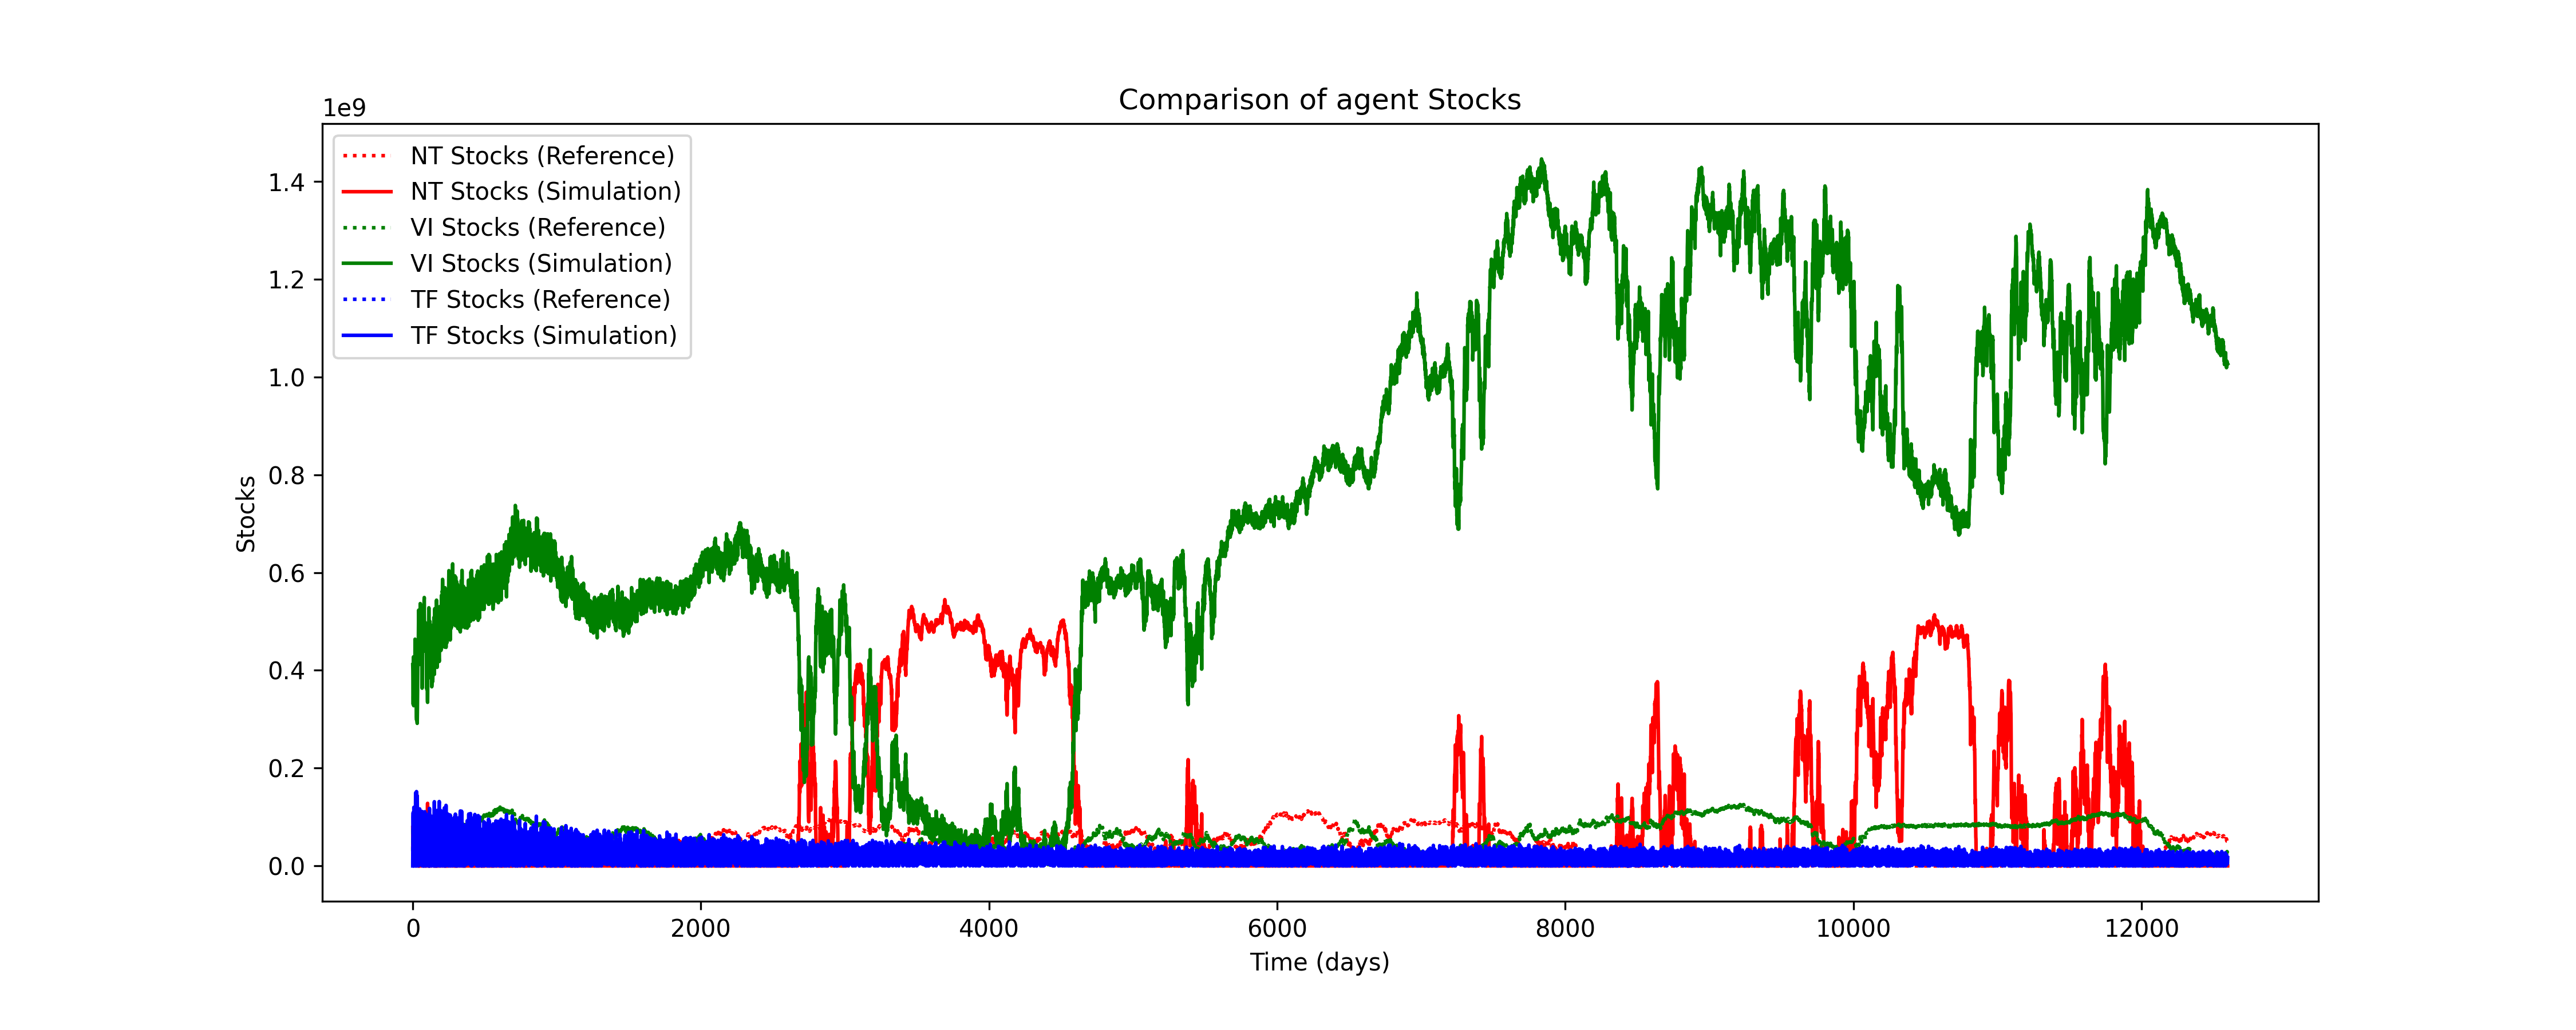 Comparison of agent Stocks
1e9
NT Stocks (Reference)
NT Stocks (Simulation)
VI Stocks (Reference)
VI Stocks (Simulation)
TF Stocks (Reference)
TF Stocks (Simulation)
1.4
1.2
1.0
0.8
0.6
0.4
0.2
0.0
Stocks
0 2000 4000 6000 8000 10000 12000
Time (days)